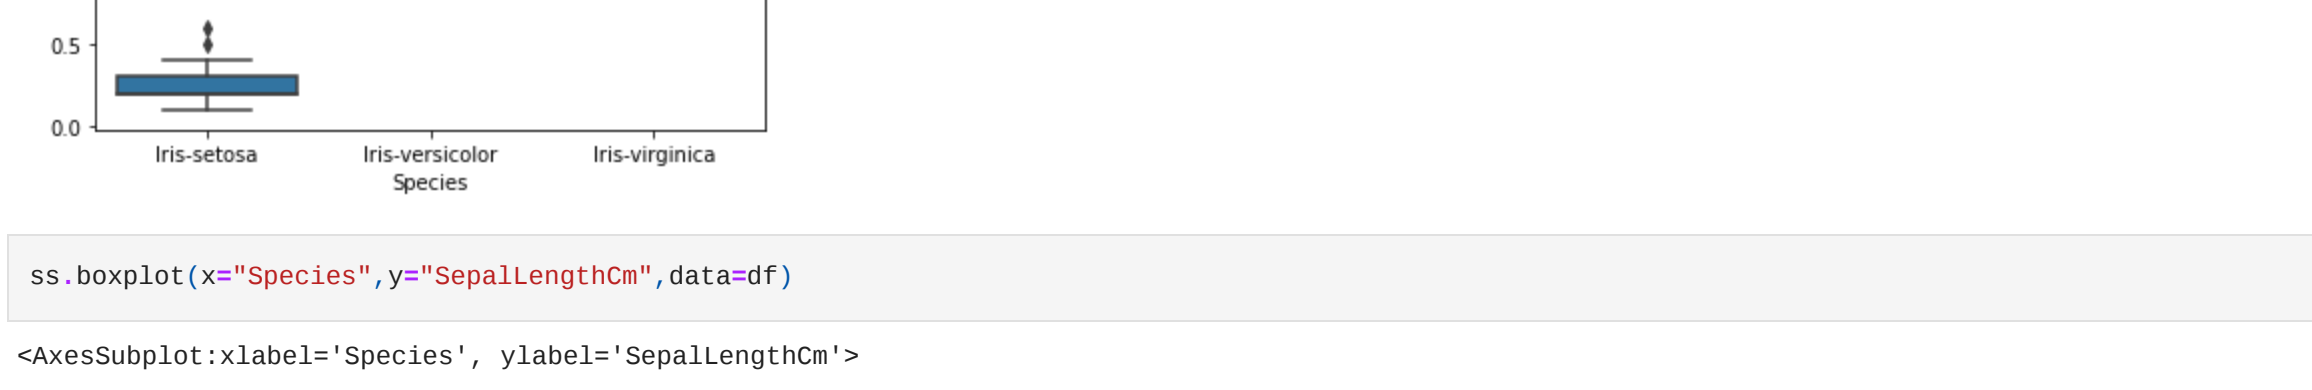 0.5
0.0
Iris-setosa Iris-versicolor Iris-virginica
Species
ss.boxplot(x="Species",y="SepalLengthCm",data=df)
<AxesSubplot:xlabel='Species', ylabel='SepalLengthCm'>